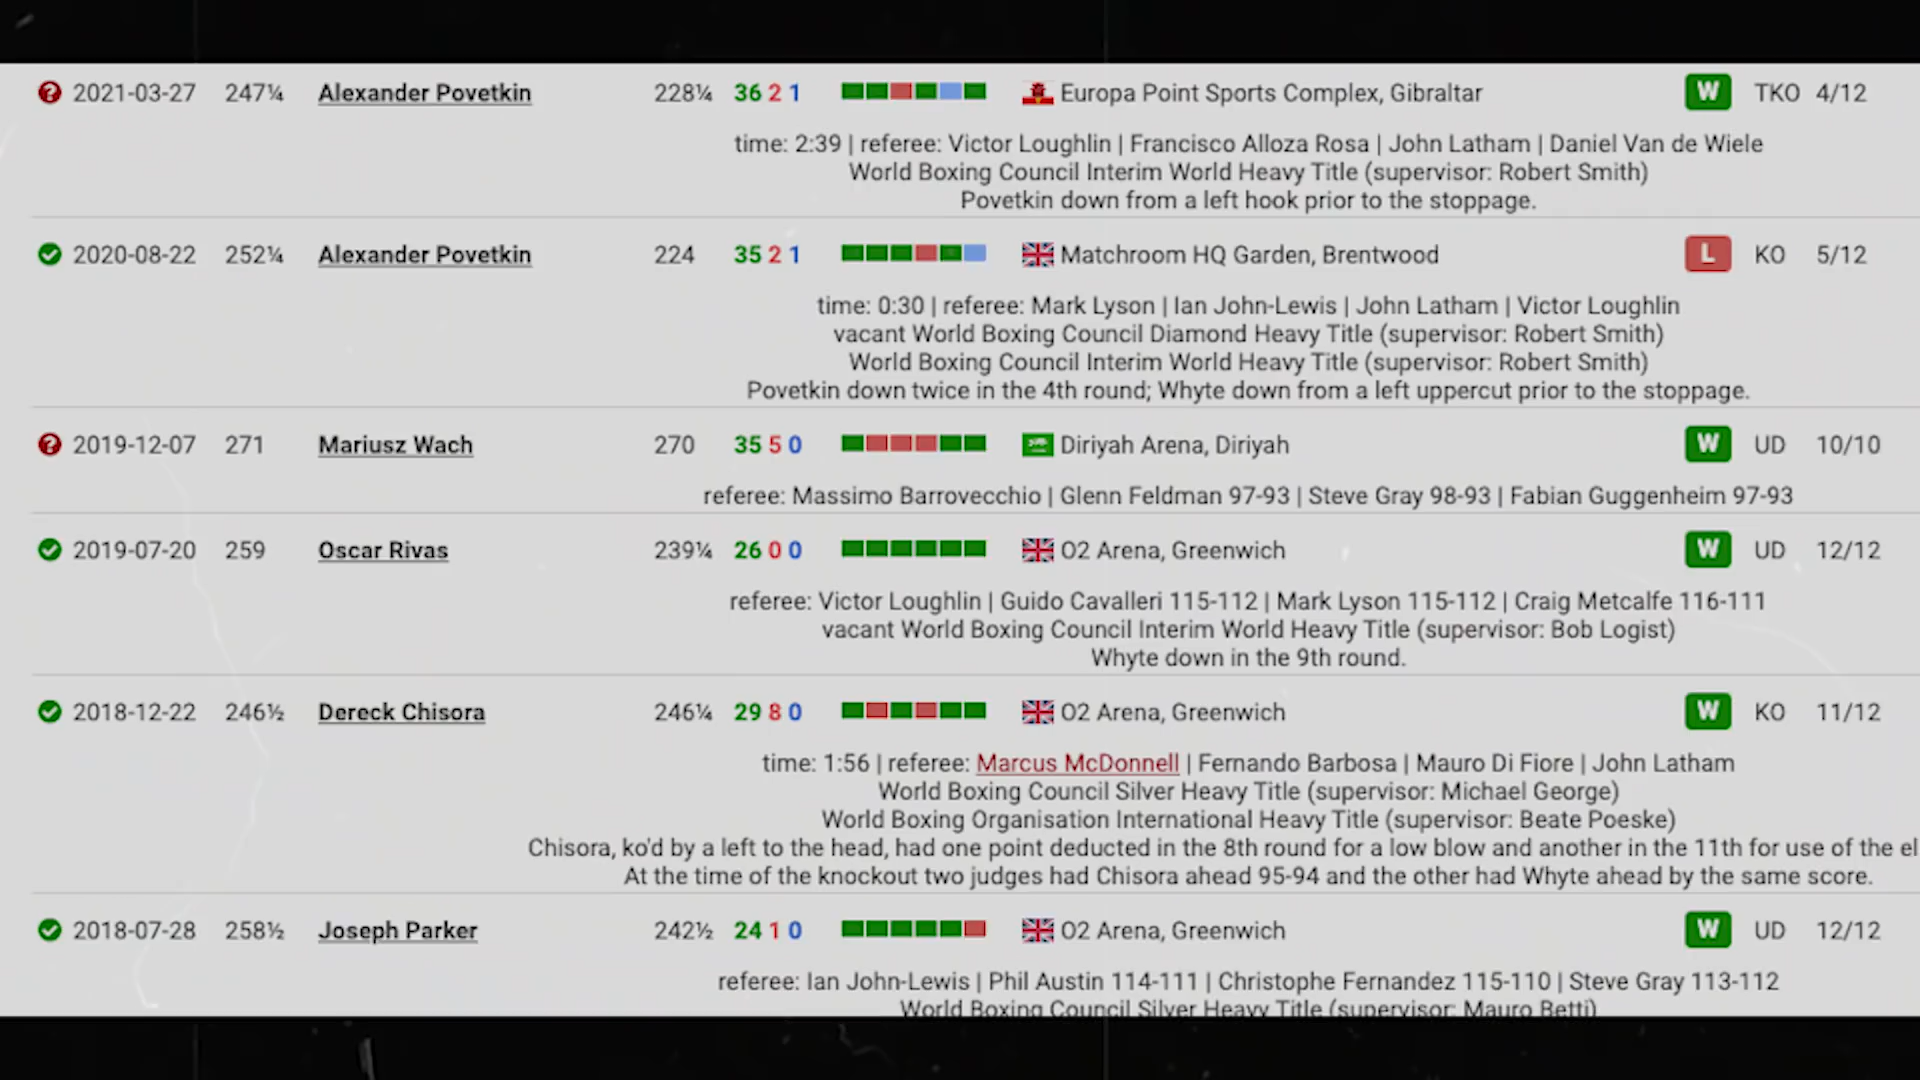 2021-03-27 247¼ Alexander Povetkin 228¼ 36 2 1 Europa Point Sports Complex, Gibraltar W TKO 4/12
time: 2:39 | referee: Victor Loughlin | Francisco Alloza Rosa | John Latham | Daniel Van de Wiele
World Boxing Council Interim World Heavy Title (supervisor: Robert Smith)
Povetkin down from a left hook prior to the stoppage.
2020-08-22 252¼ Alexander Povetkin 224 35 2 1 Matchroom HQ Garden, Brentwood L KO 5/12
time: 0:30 | referee: Mark Lyson | Ian John-Lewis | John Latham | Victor Loughlin
vacant World Boxing Council Diamond Heavy Title (supervisor: Robert Smith)
World Boxing Council Interim World Heavy Title (supervisor: Robert Smith)
Povetkin down twice in the 4th round; Whyte down from a left uppercut prior to the stoppage.
2019-12-07 271 Mariusz Wach 270 35 5 0 Diriyah Arena, Diriyah W UD 10/10
referee: Massimo Barrovecchio | Glenn Feldman 97-93 | Steve Gray 98-93 | Fabian Guggenheim 97-93
2019-07-20 259 Oscar Rivas 239¼ 26 0 0 O2 Arena, Greenwich W UD 12/12
referee: Victor Loughlin | Guido Cavalleri 115-112 | Mark Lyson 115-112 | Craig Metcalfe 116-111
vacant World Boxing Council Interim World Heavy Title (supervisor: Bob Logist)
Whyte down in the 9th round.
2018-12-22 246½ Dereck Chisora 246¼ 29 8 0 O2 Arena, Greenwich W KO 11/12
time: 1:56 | referee: Marcus McDonnell | Fernando Barbosa | Mauro Di Fiore | John Latham
World Boxing Council Silver Heavy Title (supervisor: Michael George)
World Boxing Organisation International Heavy Title (supervisor: Beate Poeske)
Chisora, ko'd by a left to the head, had one point deducted in the 8th round for a low blow and another in the 11th for use of the el
At the time of the knockout two judges had Chisora ahead 95-94 and the other had Whyte ahead by the same score.
2018-07-28 258½ Joseph Parker 242½ 24 1 0 O2 Arena, Greenwich W UD 12/12
referee: Ian John-Lewis | Phil Austin 114-111 | Christophe Fernandez 115-110 | Steve Gray 113-112
World Boxing Council Silver Heavy Title (supervisor: Mauro Betti)